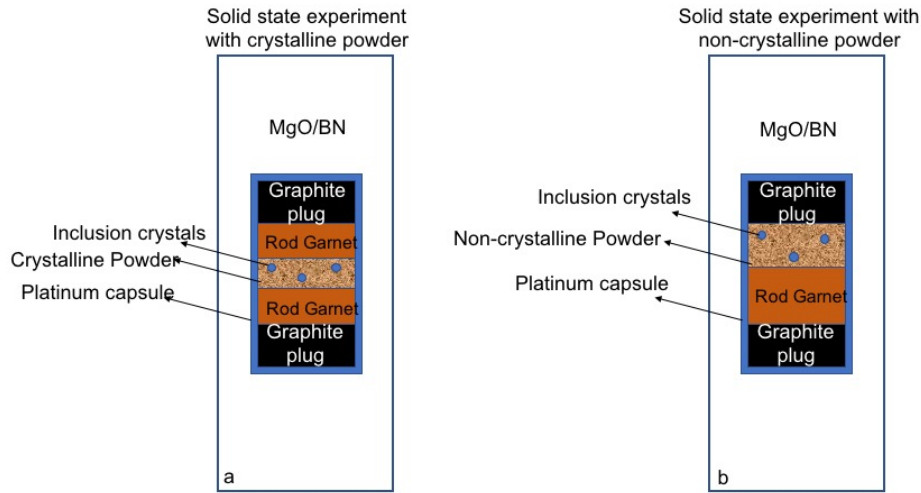 Solid state experiment
with crystalline powder
MgO/BN
Graphite
plug
Inclusion crystals
Rod Garnet
Crystalline Powder
Platinum capsule
Rod Garnet
Graphite
plug
a
Solid state experiment with
non-crystalline powder
MgO/BN
Graphite
plug
Inclusion crystals
Non-crystalline Powder
Platinum capsule
Rod Garnet
Graphite
plug
b